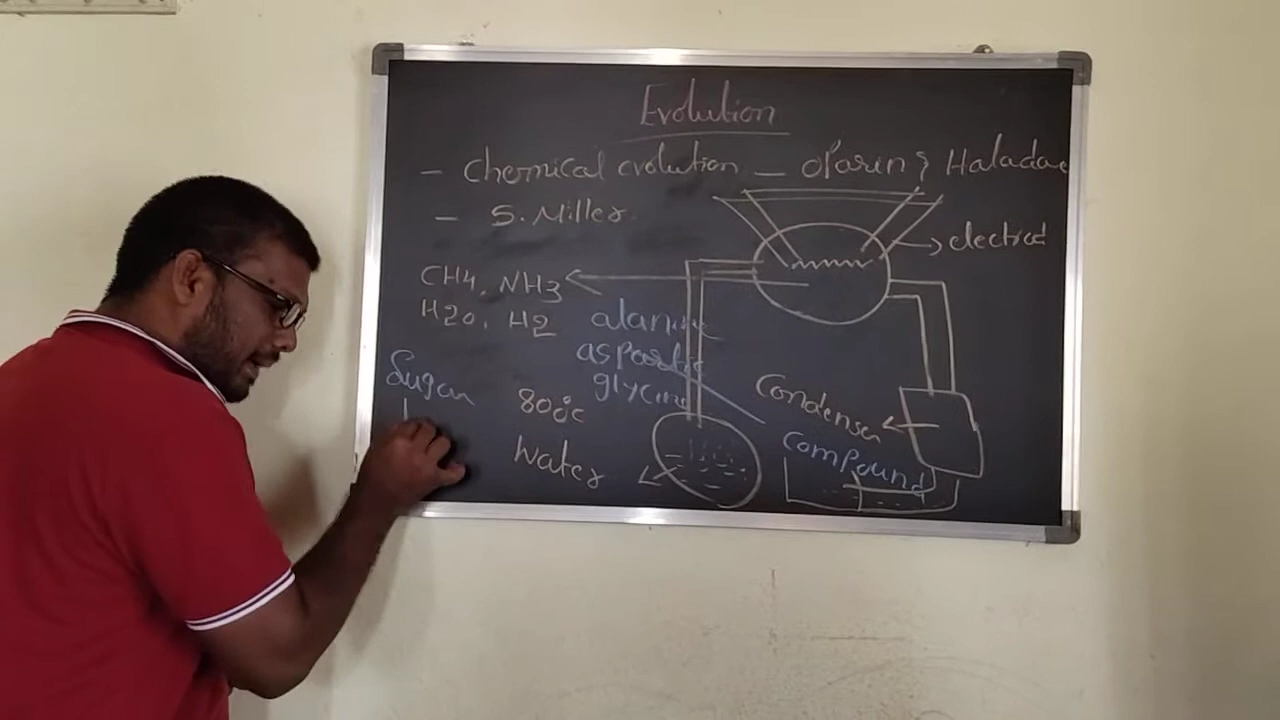 Evolution
- Chemical evolution - Oparin & Haladae
- S. Miller
electrod
CH4, NH3
H2O, H2
alanine
aspartic
glycine
Sugar
800°c
Water
Condenser
Compound